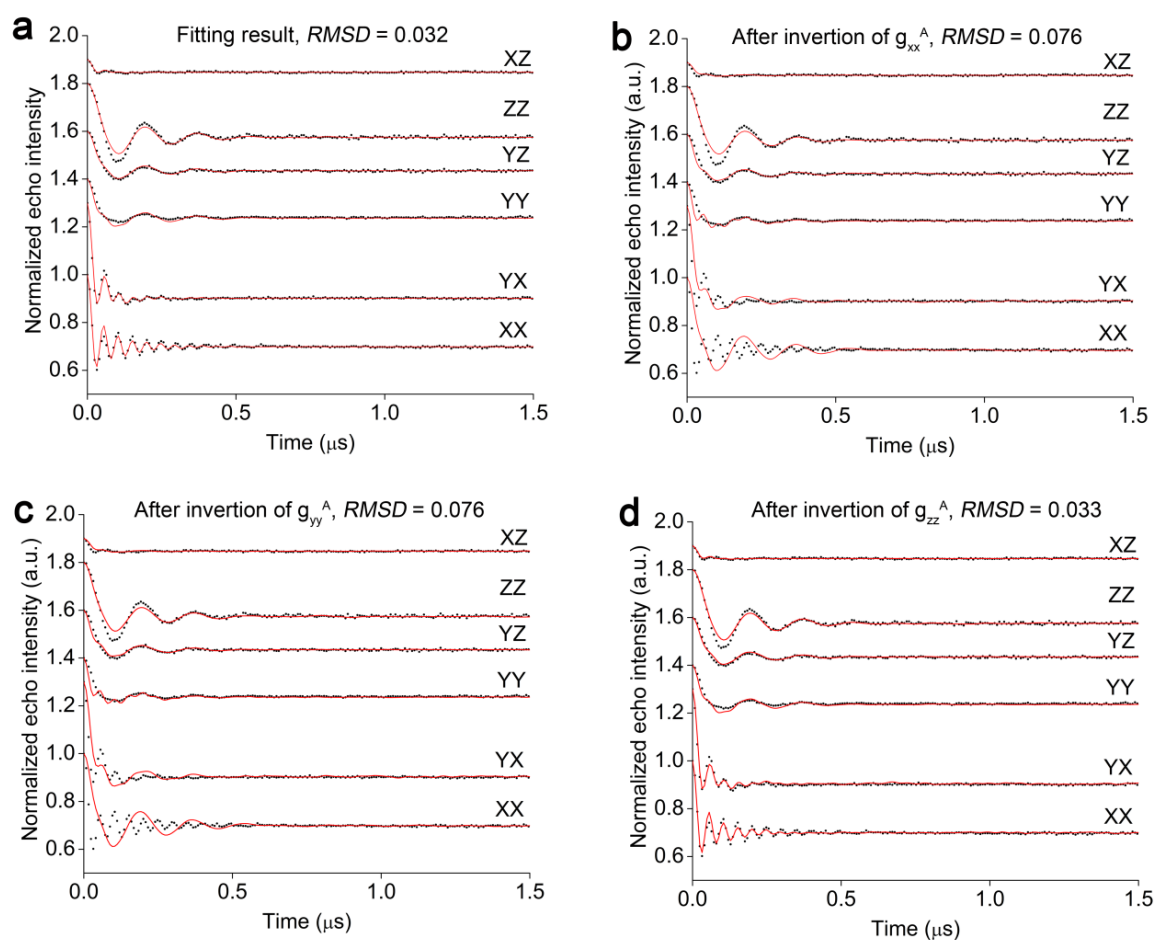 a
Fitting result, RMSD = 0.032
Normalized echo intensity
2.0
1.8
1.6
1.4
1.2
1.0
0.8
0.6
XZ
ZZ
YZ
YY
YX
XX
0.0 0.5 1.0 1.5
Time (μs)
b
After invertion of gxxᴬ, RMSD = 0.076
Normalized echo intensity (a.u.)
2.0
1.8
1.6
1.4
1.2
1.0
0.8
0.6
XZ
ZZ
YZ
YY
YX
XX
0.0 0.5 1.0 1.5
Time (μs)
c
After invertion of gyyᴬ, RMSD = 0.076
Normalized echo intensity (a.u.)
2.0
1.8
1.6
1.4
1.2
1.0
0.8
0.6
XZ
ZZ
YZ
YY
YX
XX
0.0 0.5 1.0 1.5
Time (μs)
d
After invertion of gzzᴬ, RMSD = 0.033
Normalized echo intensity (a.u.)
2.0
1.8
1.6
1.4
1.2
1.0
0.8
0.6
XZ
ZZ
YZ
YY
YX
XX
0.0 0.5 1.0 1.5
Time (μs)